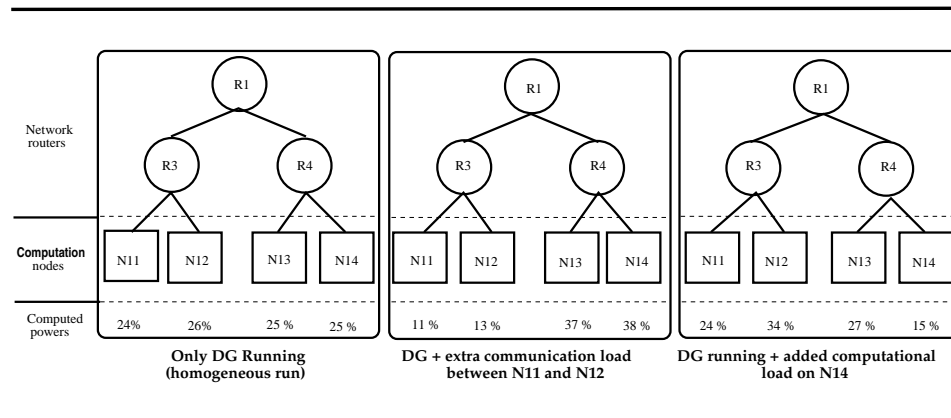 R1 R1 R1
Network
routers
R3 R4 R3 R4 R3 R4
Computation
nodes
N11 N12 N13 N14 N11 N12 N13 N14 N11 N12 N13 N14
Computed
powers
24% 26% 25 % 25 % 11 % 13 % 37 % 38 % 24 % 34 % 27 % 15 %
Only DG Running
(homogeneous run)
DG + extra communication load
between N11 and N12
DG running + added computational
load on N14